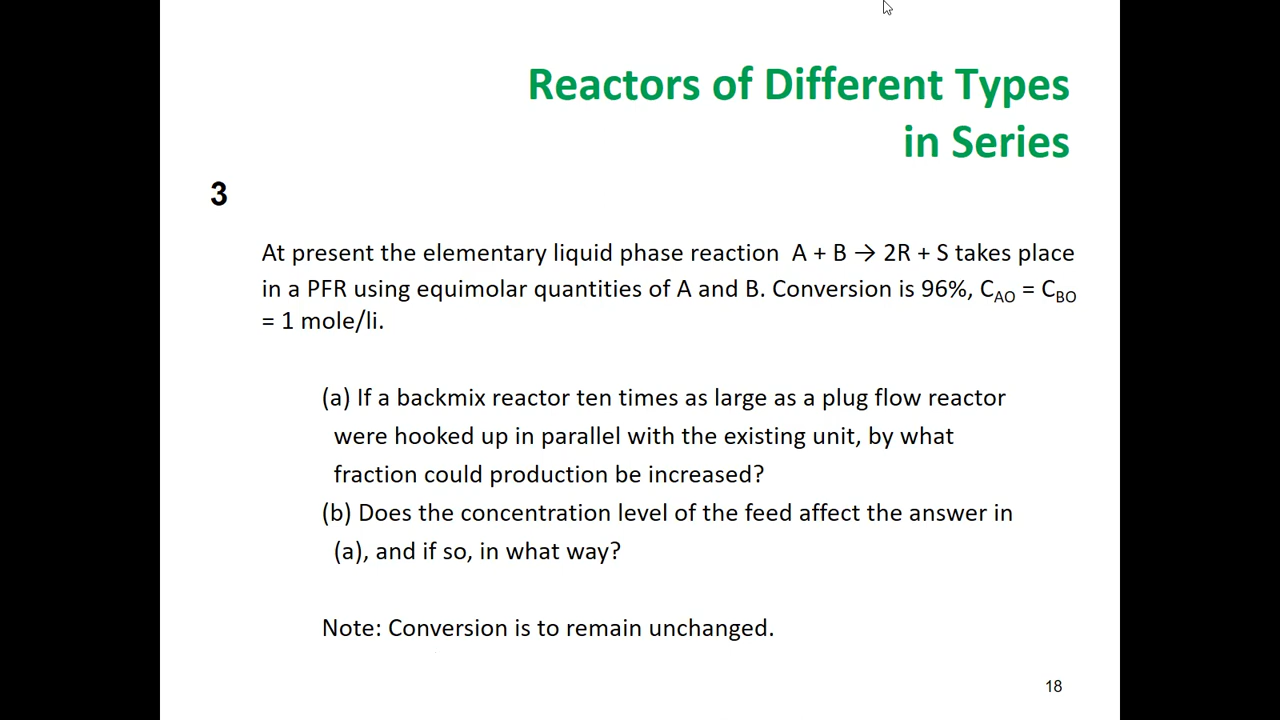 Reactors of Different Types
in Series
3
At present the elementary liquid phase reaction A + B → 2R + S takes place
in a PFR using equimolar quantities of A and B. Conversion is 96%, CAO = CBO
= 1 mole/li.
(a) If a backmix reactor ten times as large as a plug flow reactor
were hooked up in parallel with the existing unit, by what
fraction could production be increased?
(b) Does the concentration level of the feed affect the answer in
(a), and if so, in what way?
Note: Conversion is to remain unchanged.
18